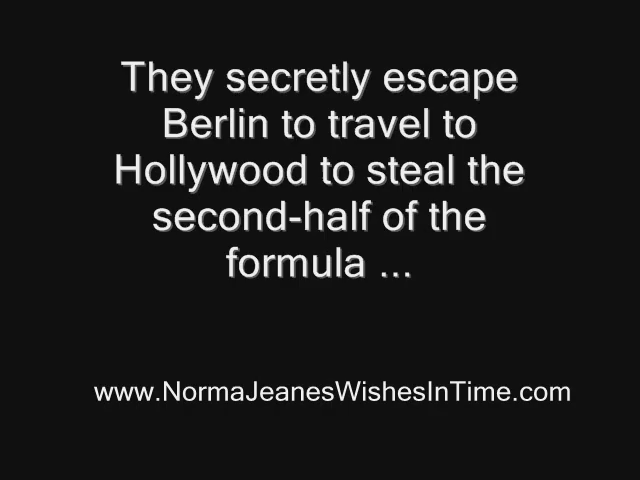 They secretly escape
Berlin to travel to
Hollywood to steal the
second-half of the
formula ...
www.NormaJeanesWishesInTime.com